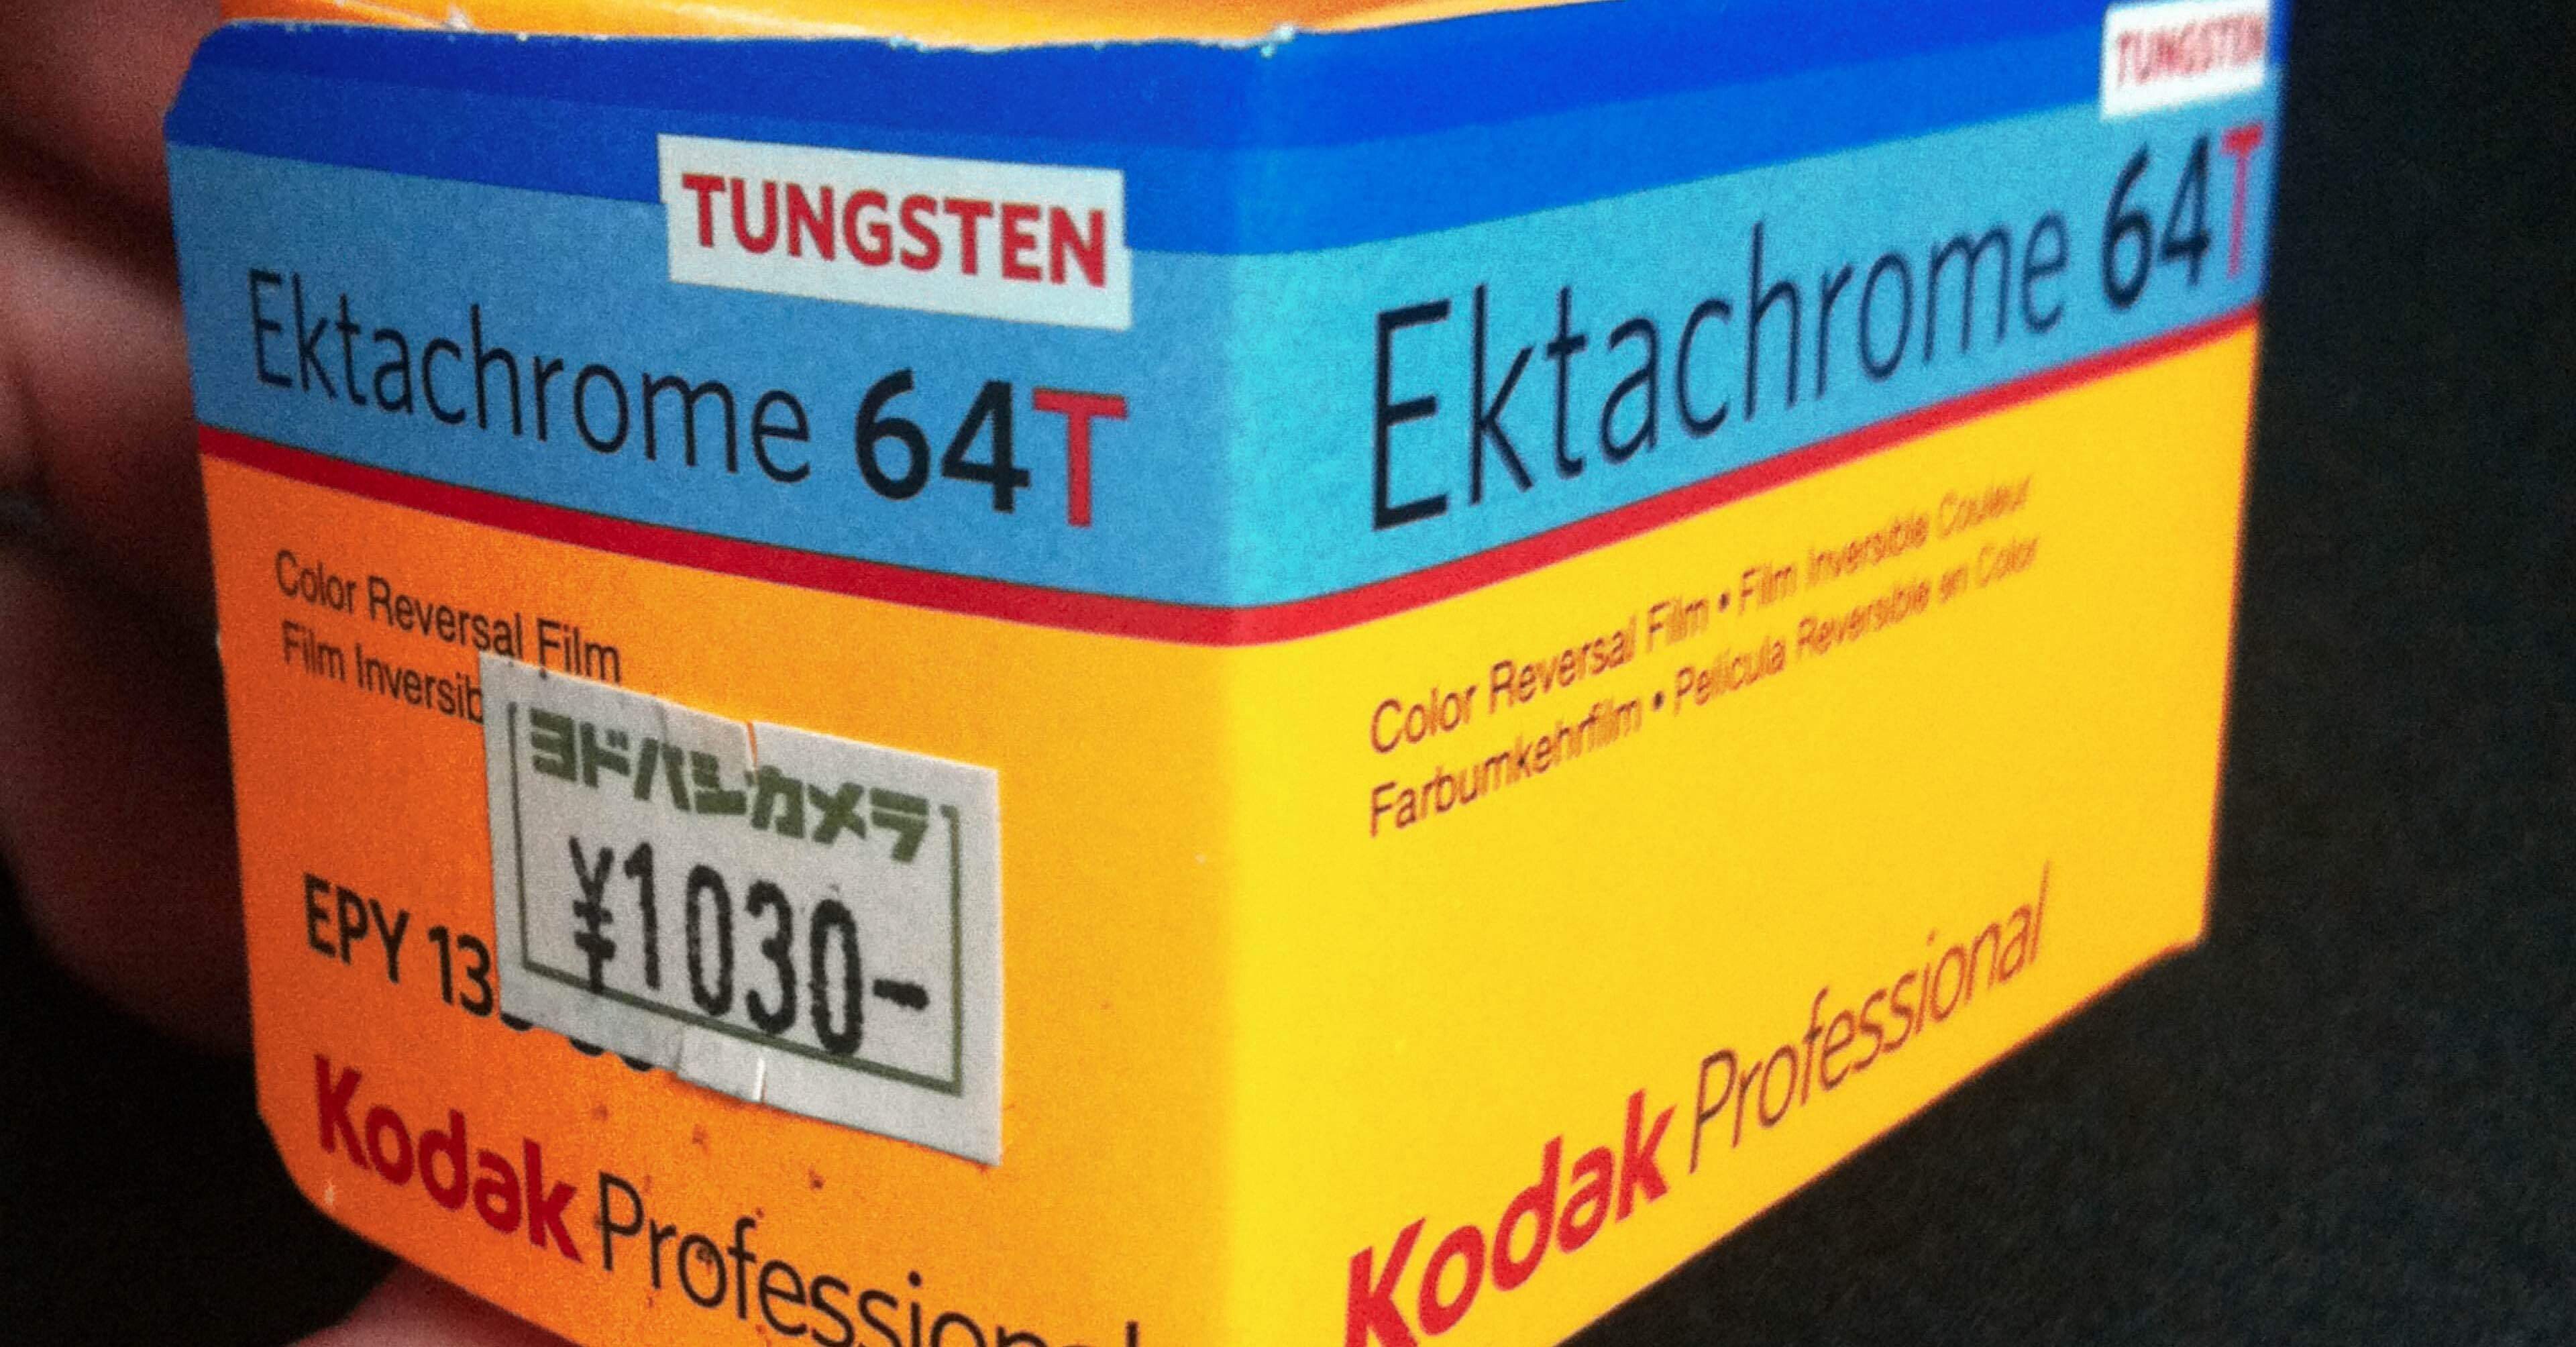 TUNGSTEN
Ektachrome 64T
Color Reversal Film
Film Inversib
ヨドバシカメラ
¥1030-
EPY 13
Kodak Professional
TUNGSTEN
Ektachrome 64T
Color Reversal Film • Film Inversible Couleur
Farbumkehrfilm • Película Reversible en Color
Kodak Professional